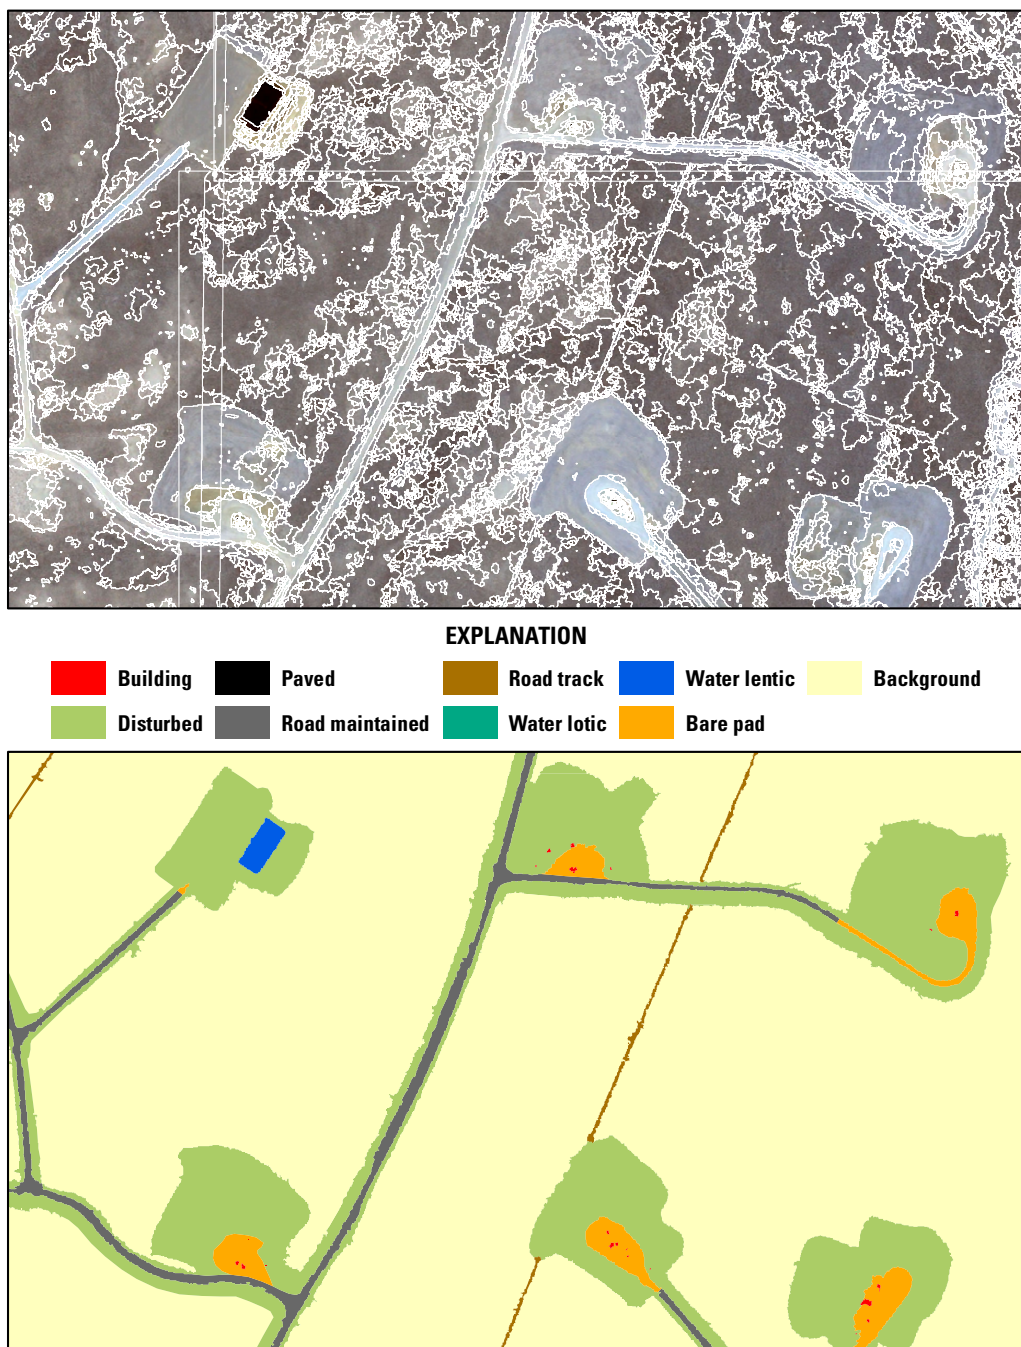 EXPLANATION
Building
Paved
Road track
Water lentic
Background
Disturbed
Road maintained
Water lotic
Bare pad